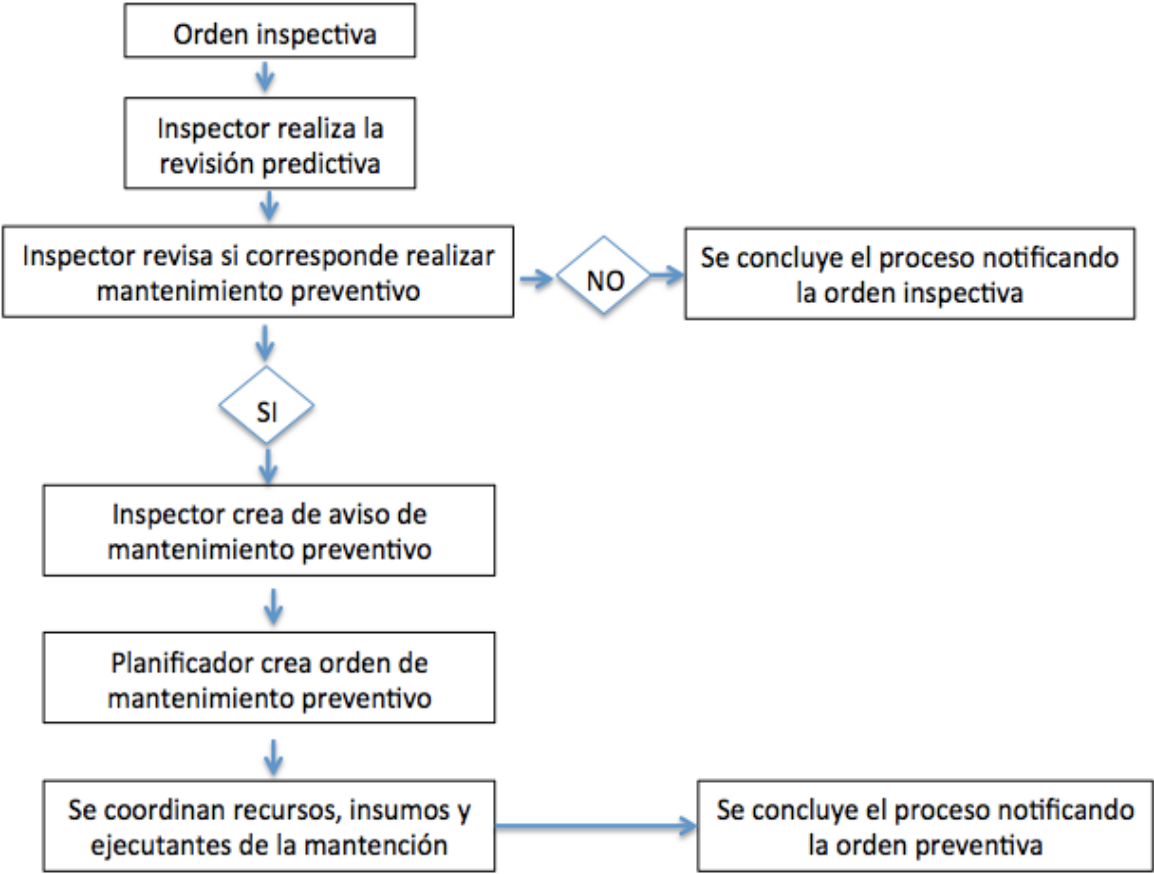 Orden inspectiva
Inspector realiza la
revisión predictiva
Inspector revisa si corresponde realizar
mantenimiento preventivo
NO
Se concluye el proceso notificando
la orden inspectiva
SI
Inspector crea de aviso de
mantenimiento preventivo
Planificador crea orden de
mantenimiento preventivo
Se coordinan recursos, insumos y
ejecutantes de la mantención
Se concluye el proceso notificando
la orden preventiva